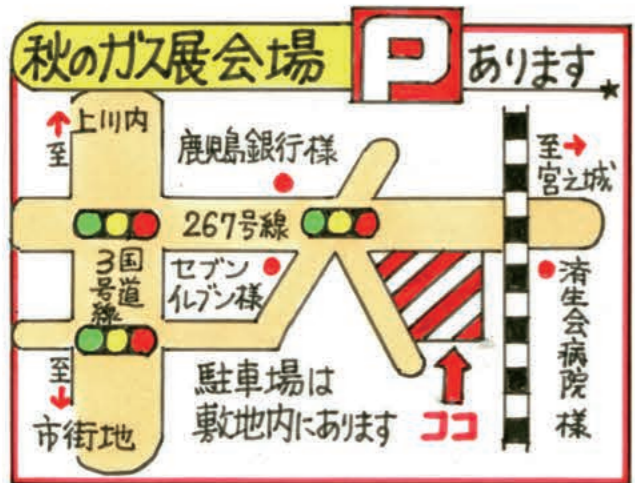 秋のガス展会場 P あります
上川内
至
鹿児島銀行様
至
宮之城
267号線
国道
3号線
セブン
イレブン様
済生会病院様
至
市街地
駐車場は
敷地内にあります
ココ